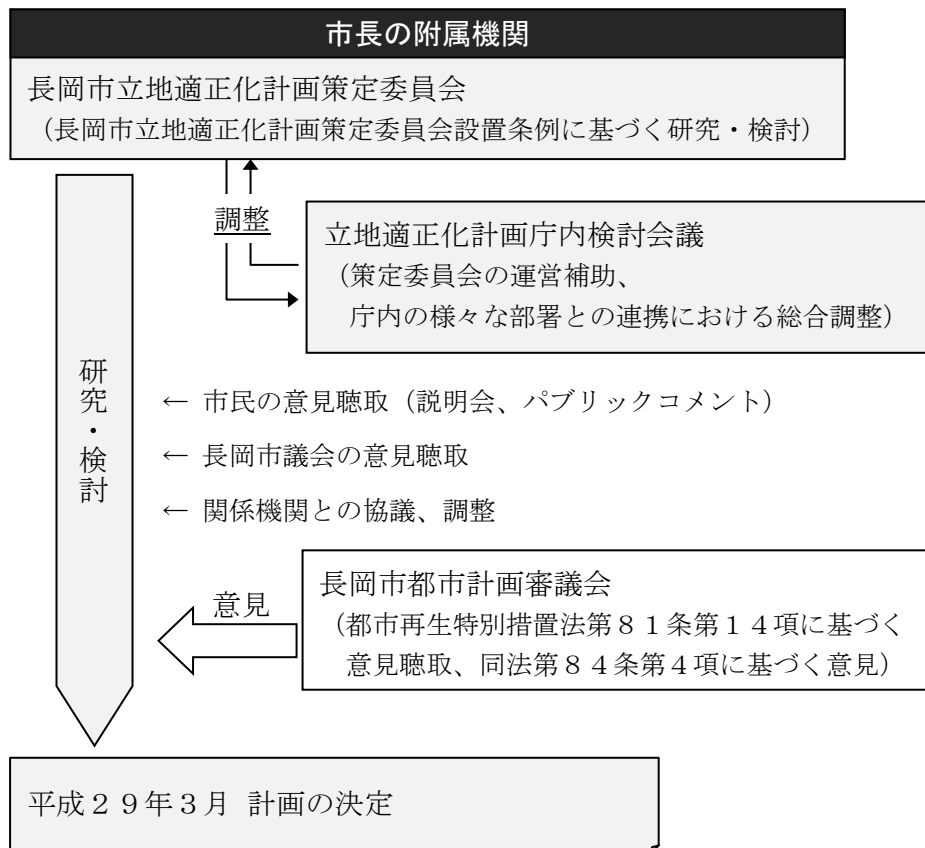 市長の附属機関
長岡市立地適正化計画策定委員会
（長岡市立地適正化計画策定委員会設置条例に基づく研究・検討）
調整
立地適正化計画庁内検討会議
（策定委員会の運営補助、
庁内の様々な部署との連携における総合調整）
研究・検討
← 市民の意見聴取（説明会、パブリックコメント）
← 長岡市議会の意見聴取
← 関係機関との協議、調整
意見
長岡市都市計画審議会
（都市再生特別措置法第８１条第１４項に基づく
意見聴取、同法第８４条第４項に基づく意見）
平成２９年３月 計画の決定